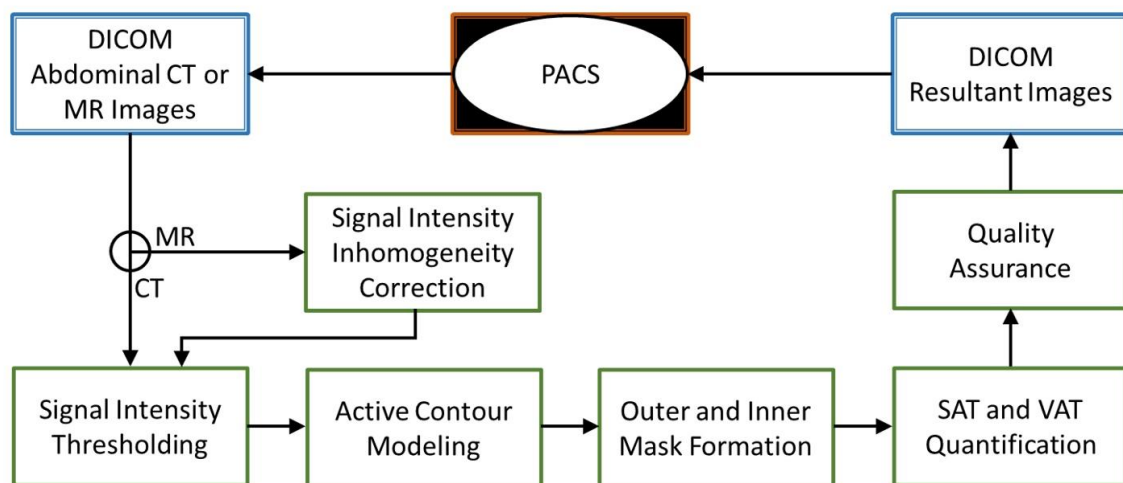 DICOM
Abdominal CT or
MR Images
PACS
DICOM
Resultant Images
MR
CT
Signal Intensity
Inhomogeneity
Correction
Quality
Assurance
Signal Intensity
Thresholding
Active Contour
Modeling
Outer and Inner
Mask Formation
SAT and VAT
Quantification